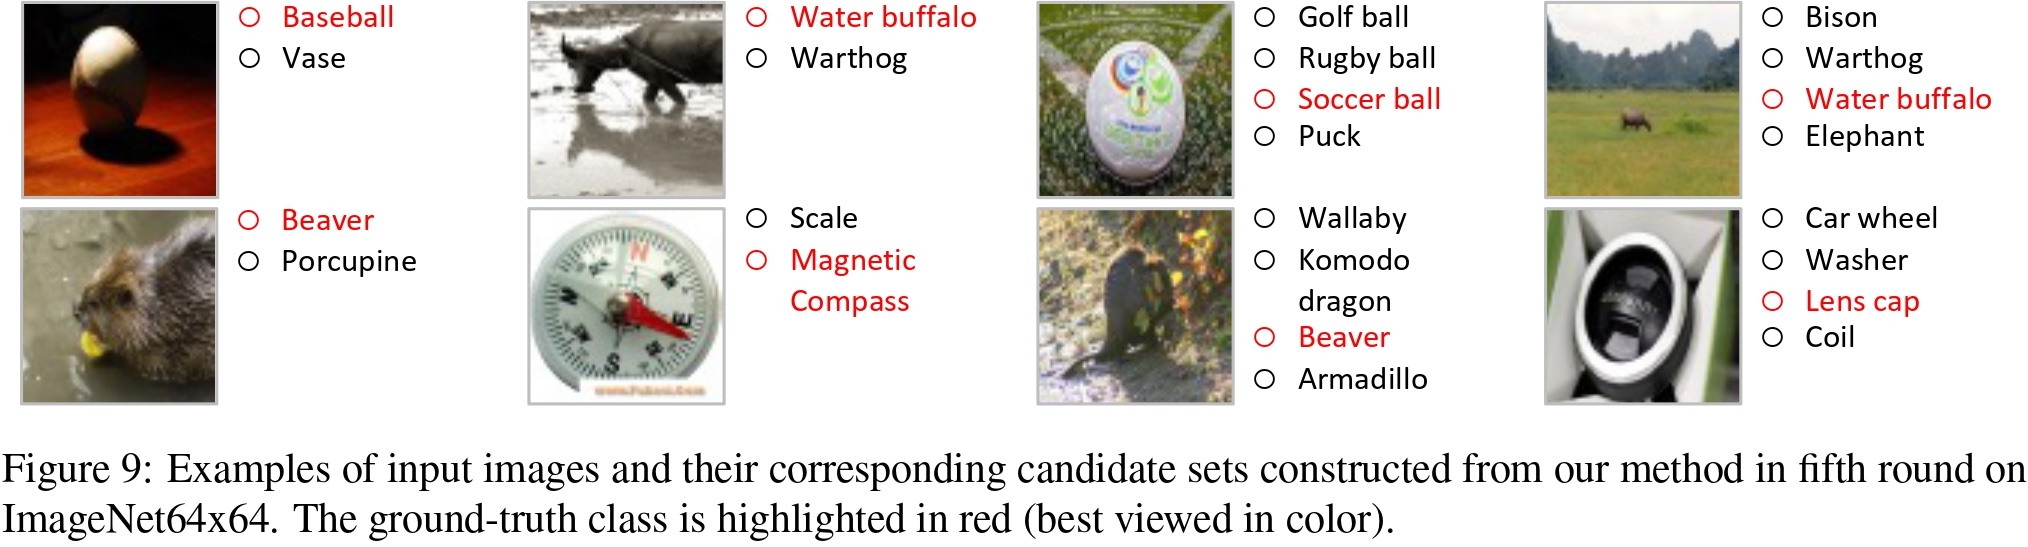 Baseball
Vase
Water buffalo
Warthog
Golf ball
Rugby ball
Soccer ball
Puck
Bison
Warthog
Water buffalo
Elephant
Beaver
Porcupine
N
E
S
Scale
Magnetic
Compass
Wallaby
Komodo
dragon
Beaver
Armadillo
Car wheel
Washer
Lens cap
Coil
Figure 9: Examples of input images and their corresponding candidate sets constructed from our method in fifth round on
ImageNet64x64. The ground-truth class is highlighted in red (best viewed in color).